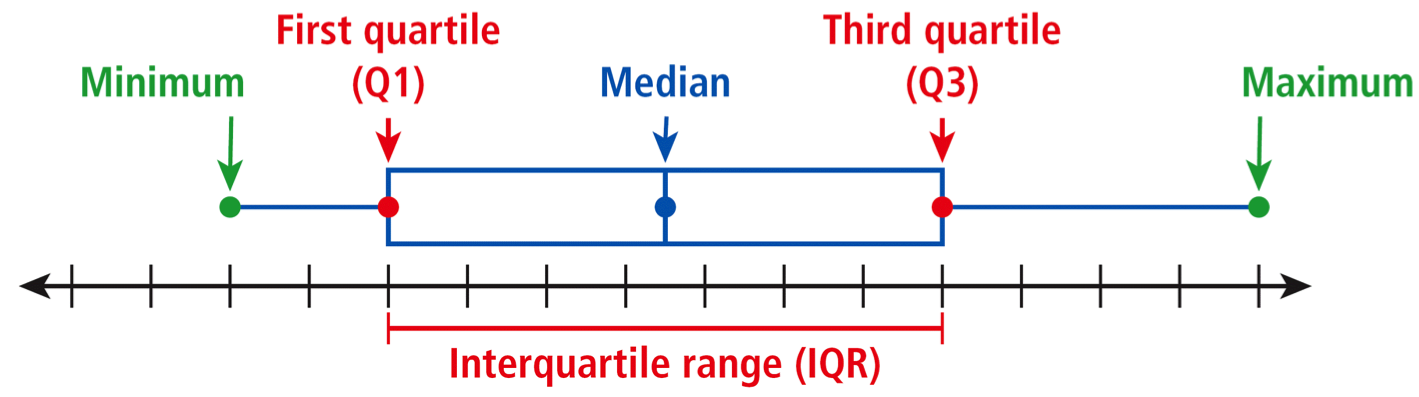 Minimum
First quartile
(Q1)
Median
Third quartile
(Q3)
Maximum
Interquartile range (IQR)